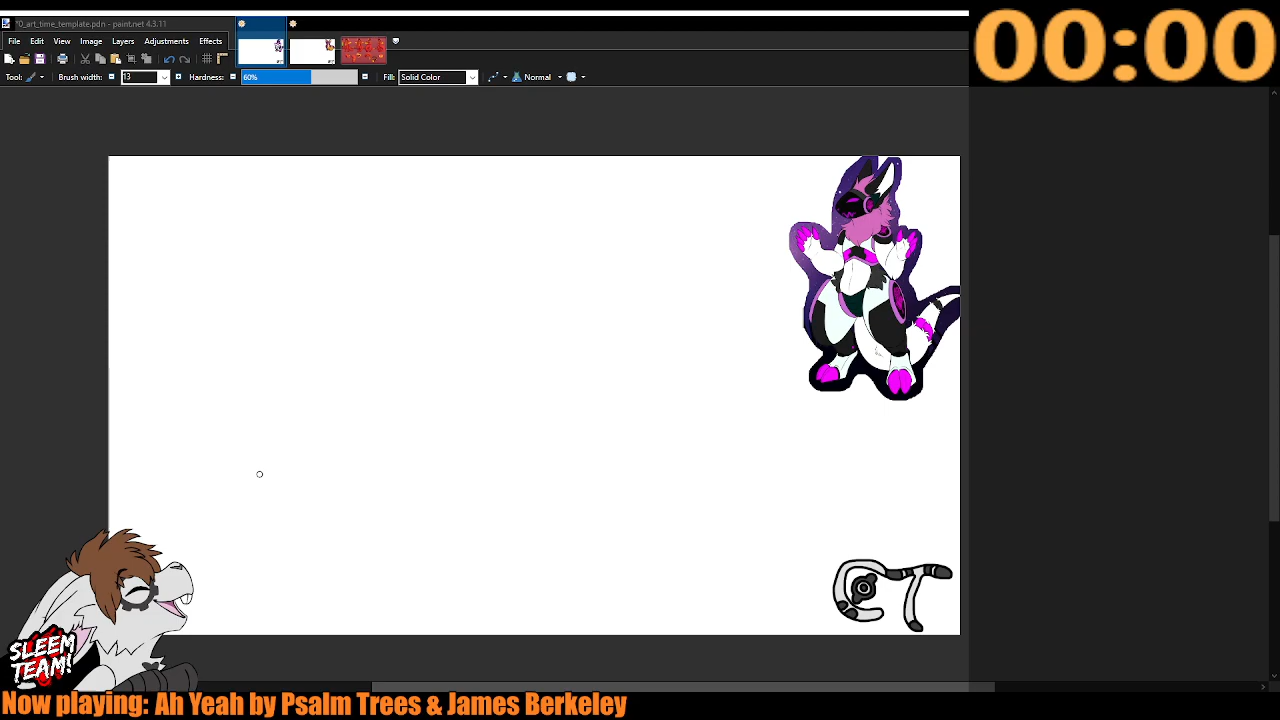 *0_art_time_template.pdn - paint.net 4.3.11
00:00
File Edit View Image Layers Adjustments Effects
Tool: Brush width: 13 Hardness: 60% Fill: Solid Color Normal
CT
SLEEM
TEAM!
Now playing: Ah Yeah by Psalm Trees & James Berkeley